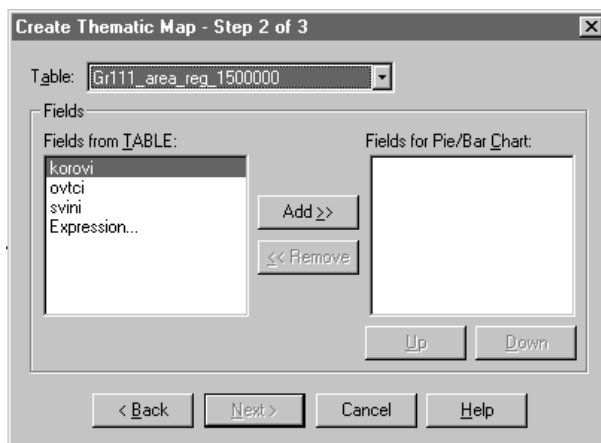 Create Thematic Map - Step 2 of 3
Table: Gr111_area_reg_1500000
Fields
Fields from TABLE:
korovi
ovtci
svini
Expression...
Add >>
<< Remove
Fields for Pie/Bar Chart:
Up
Down
< Back
Next >
Cancel
Help